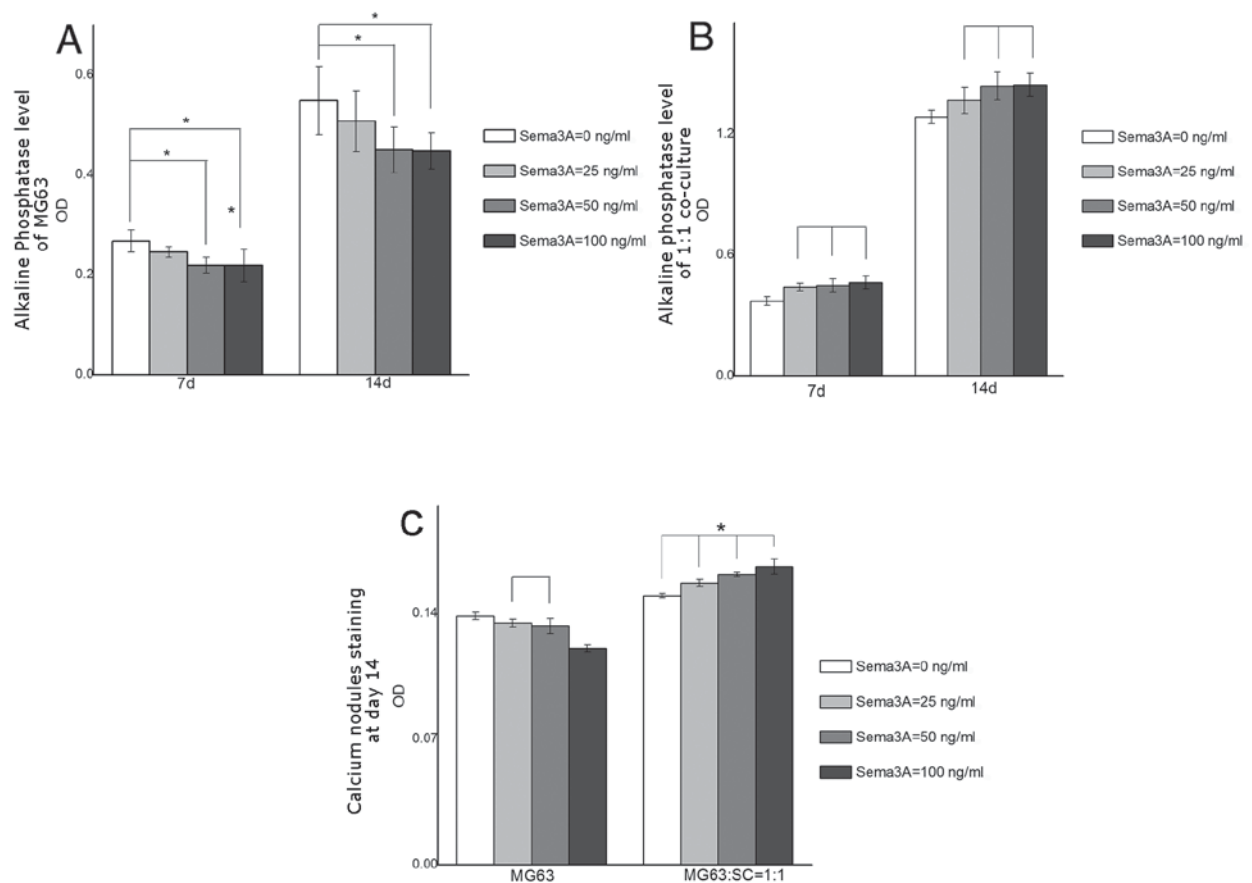 A
Alkaline Phosphatase level
of MG63
OD
0.6
0.4
0.2
0.0
*
*
*
*
*
7d
14d
Sema3A=0 ng/ml
Sema3A=25 ng/ml
Sema3A=50 ng/ml
Sema3A=100 ng/ml
B
Alkaline phosphatase level
of 1:1 co-culture
OD
1.2
0.6
0.0
7d
14d
Sema3A=0 ng/ml
Sema3A=25 ng/ml
Sema3A=50 ng/ml
Sema3A=100 ng/ml
C
Calcium nodules staining
at day 14
OD
0.14
0.07
0.00
*
MG63
MG63:SC=1:1
Sema3A=0 ng/ml
Sema3A=25 ng/ml
Sema3A=50 ng/ml
Sema3A=100 ng/ml